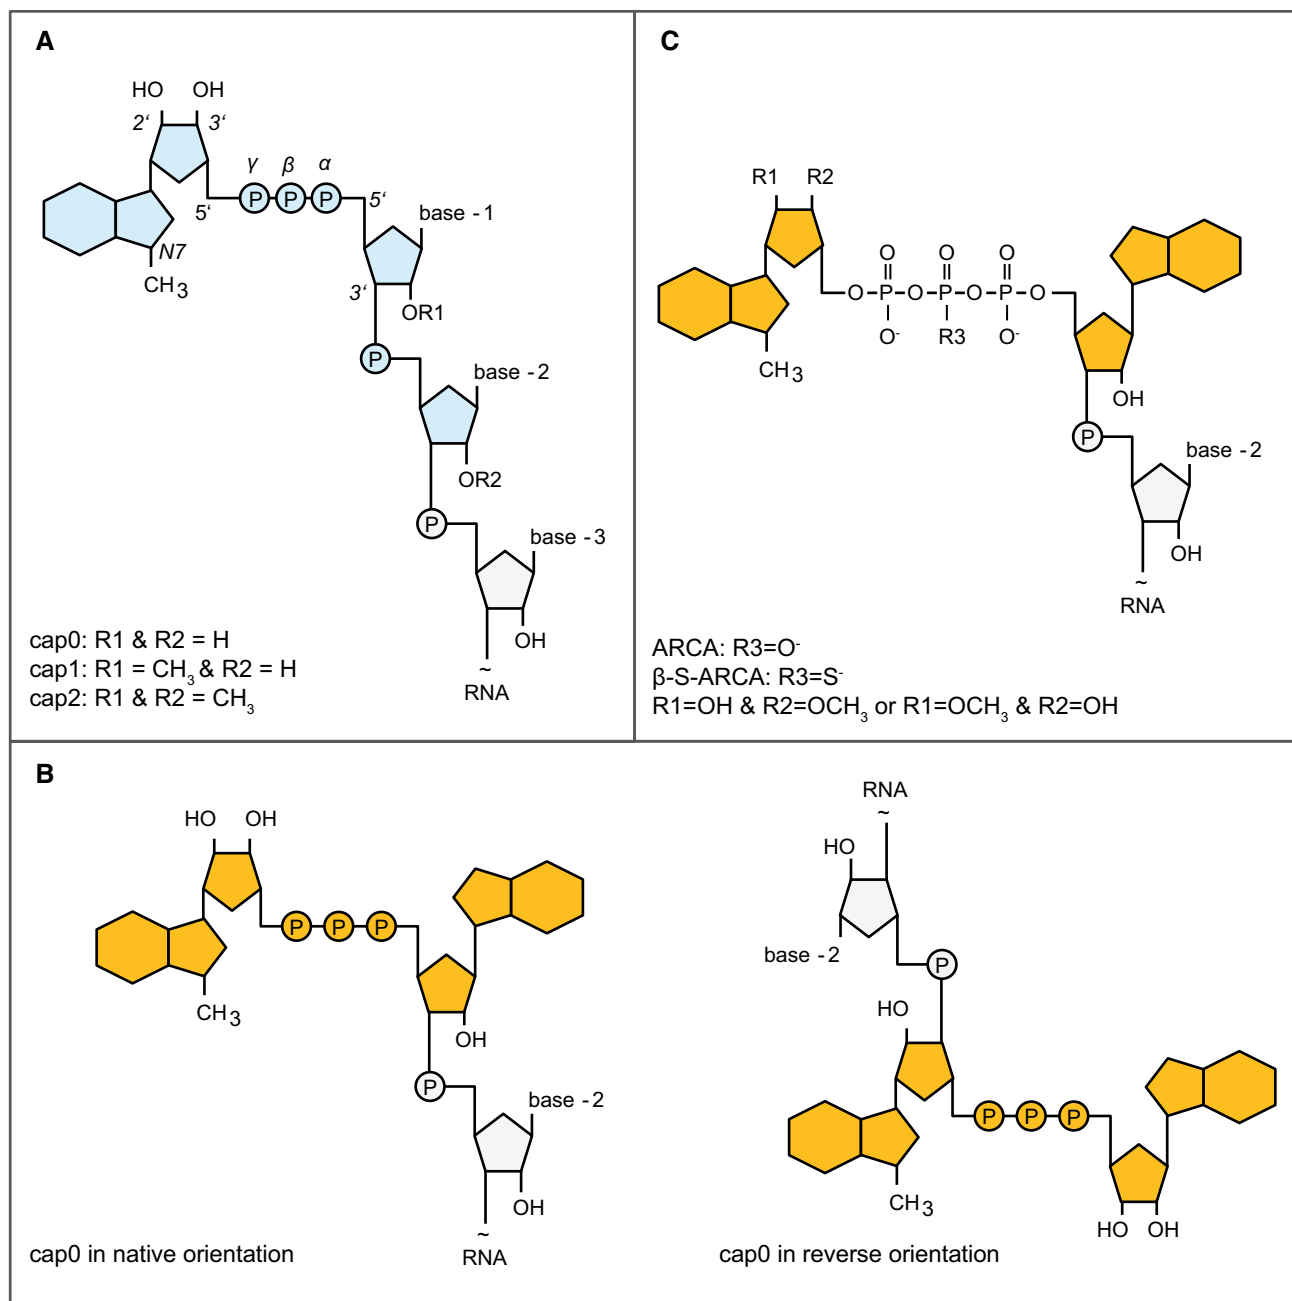 A
HO OH
2‘ 3‘
γ β α
P P P
5‘ 5‘
base - 1
N7
CH3
3‘
OR1
P
base - 2
OR2
P
base - 3
OH
~
RNA
cap0: R1 & R2 = H
cap1: R1 = CH3 & R2 = H
cap2: R1 & R2 = CH3
C
R1 R2
O O O
O P O P O P O
O- R3 O-
CH3
OH
P
base - 2
OH
~
RNA
ARCA: R3=O-
β-S-ARCA: R3=S-
R1=OH & R2=OCH3 or R1=OCH3 & R2=OH
B
HO OH
P P P
CH3
OH
P
base - 2
OH
~
RNA
cap0 in native orientation
RNA
~
HO
base - 2
P
HO
P P P
CH3
HO OH
cap0 in reverse orientation